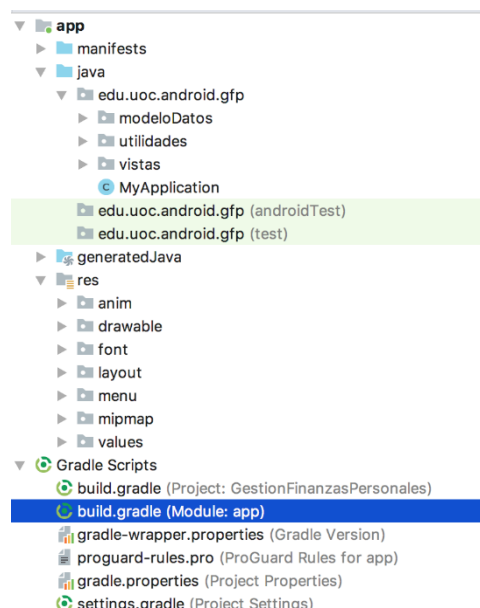 app
manifests
java
edu.uoc.android.gfp
modeloDatos
utilidades
vistas
C MyApplication
edu.uoc.android.gfp (androidTest)
edu.uoc.android.gfp (test)
generatedJava
res
anim
drawable
font
layout
menu
mipmap
values
Gradle Scripts
build.gradle (Project: GestionFinanzasPersonales)
build.gradle (Module: app)
gradle-wrapper.properties (Gradle Version)
proguard-rules.pro (ProGuard Rules for app)
gradle.properties (Project Properties)
settings.gradle (Project Settings)